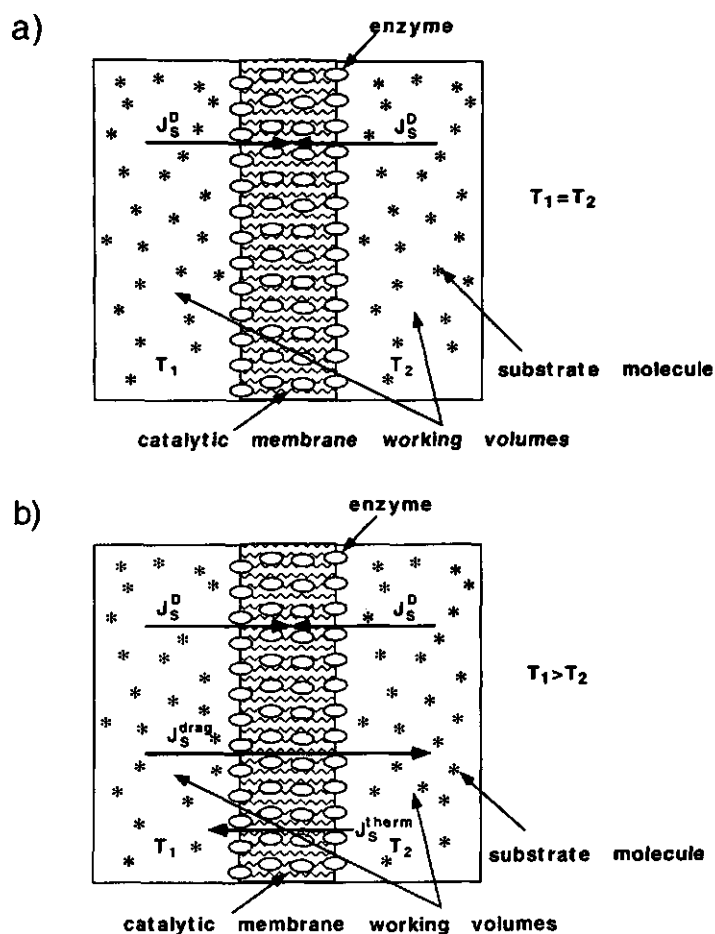 a)
enzyme
J_S^D
J_S^D
T₁=T₂
T₁
T₂
substrate molecule
catalytic membrane working volumes
b)
enzyme
J_S^D
J_S^D
T₁>T₂
J_S^drag
J_S^therm
T₁
T₂
substrate molecule
catalytic membrane working volumes